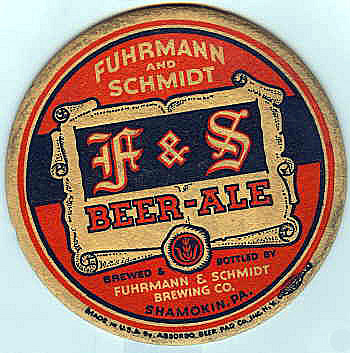 FUHRMANN
AND
SCHMIDT
F & S
BEER-ALE
BREWED & BOTTLED BY
FUHRMANN & SCHMIDT
BREWING CO.
SHAMOKIN, PA.
MADE IN U.S.A. By. ABSORBO BEER PAD CO., INC. N.Y.